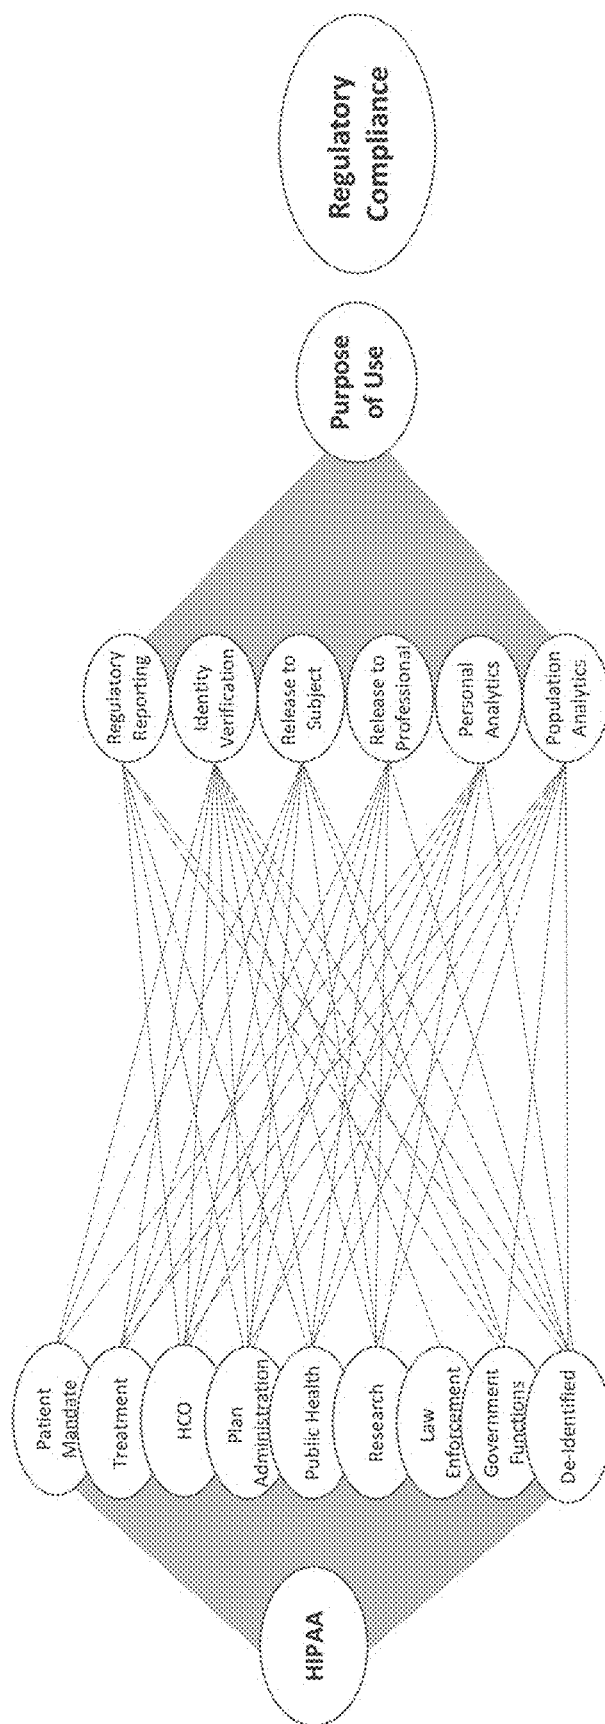 HIPAA
Patient
Mandate
Treatment
HCO
Plan
Administration
Public Health
Research
Law
Enforcement
Government
Functions
De-Identified
Regulatory
Reporting
Identity
Verification
Release to
Subject
Release to
Professional
Personal
Analytics
Population
Analytics
Purpose
of Use
Regulatory
Compliance